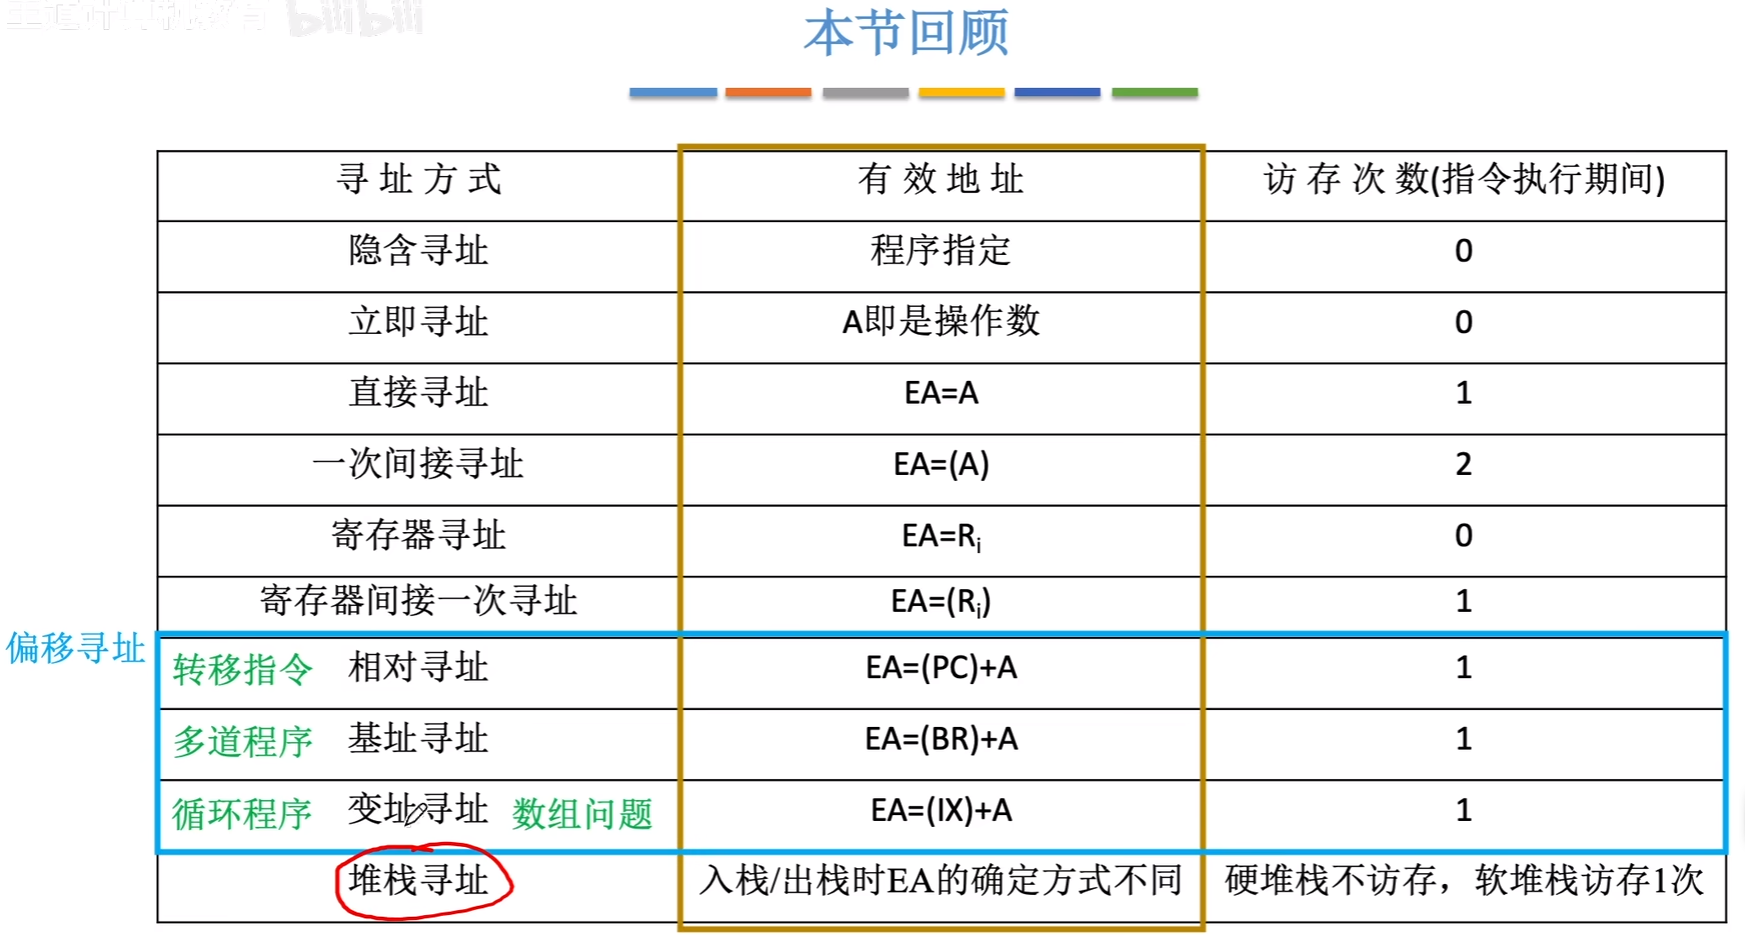 王道计算机教育 bilibili
本节回顾
寻址方式 有效地址 访存次数(指令执行期间)
隐含寻址 程序指定 0
立即寻址 A即是操作数 0
直接寻址 EA=A 1
一次间接寻址 EA=(A) 2
寄存器寻址 EA=Ri 0
寄存器间接一次寻址 EA=(Ri) 1
偏移寻址
转移指令 相对寻址 EA=(PC)+A 1
多道程序 基址寻址 EA=(BR)+A 1
循环程序 变址寻址 数组问题 EA=(IX)+A 1
堆栈寻址 入栈/出栈时EA的确定方式不同 硬堆栈不访存，软堆栈访存1次